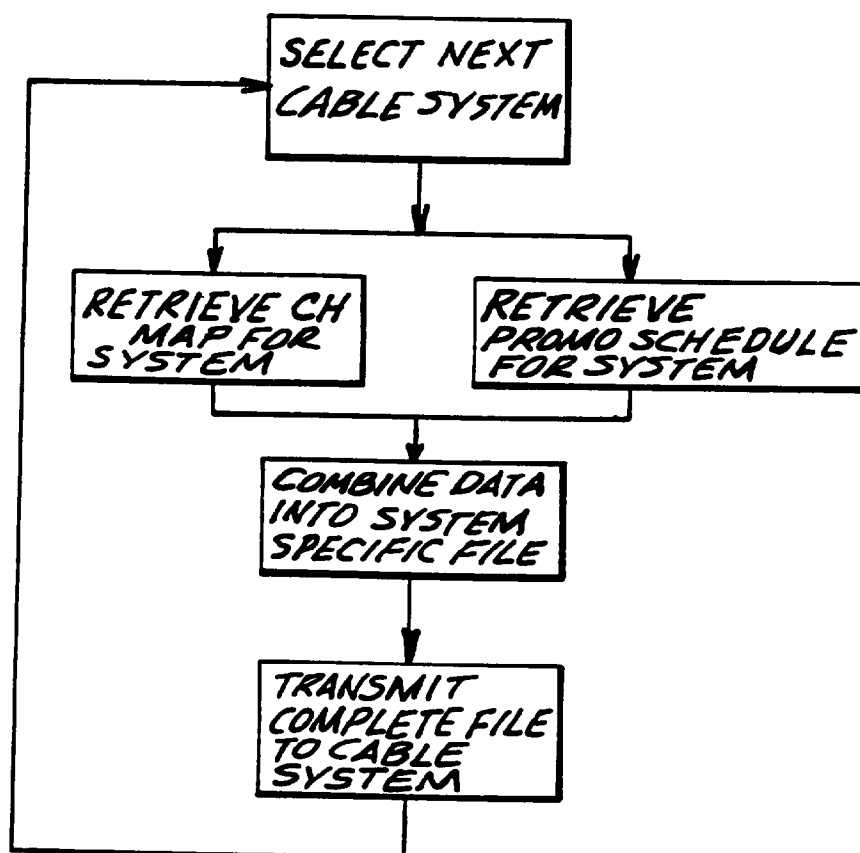 SELECT NEXT
CABLE SYSTEM
RETRIEVE CH
MAP FOR
SYSTEM
RETRIEVE
PROMO SCHEDULE
FOR SYSTEM
COMBINE DATA
INTO SYSTEM
SPECIFIC FILE
TRANSMIT
COMPLETE FILE
TO CABLE
SYSTEM